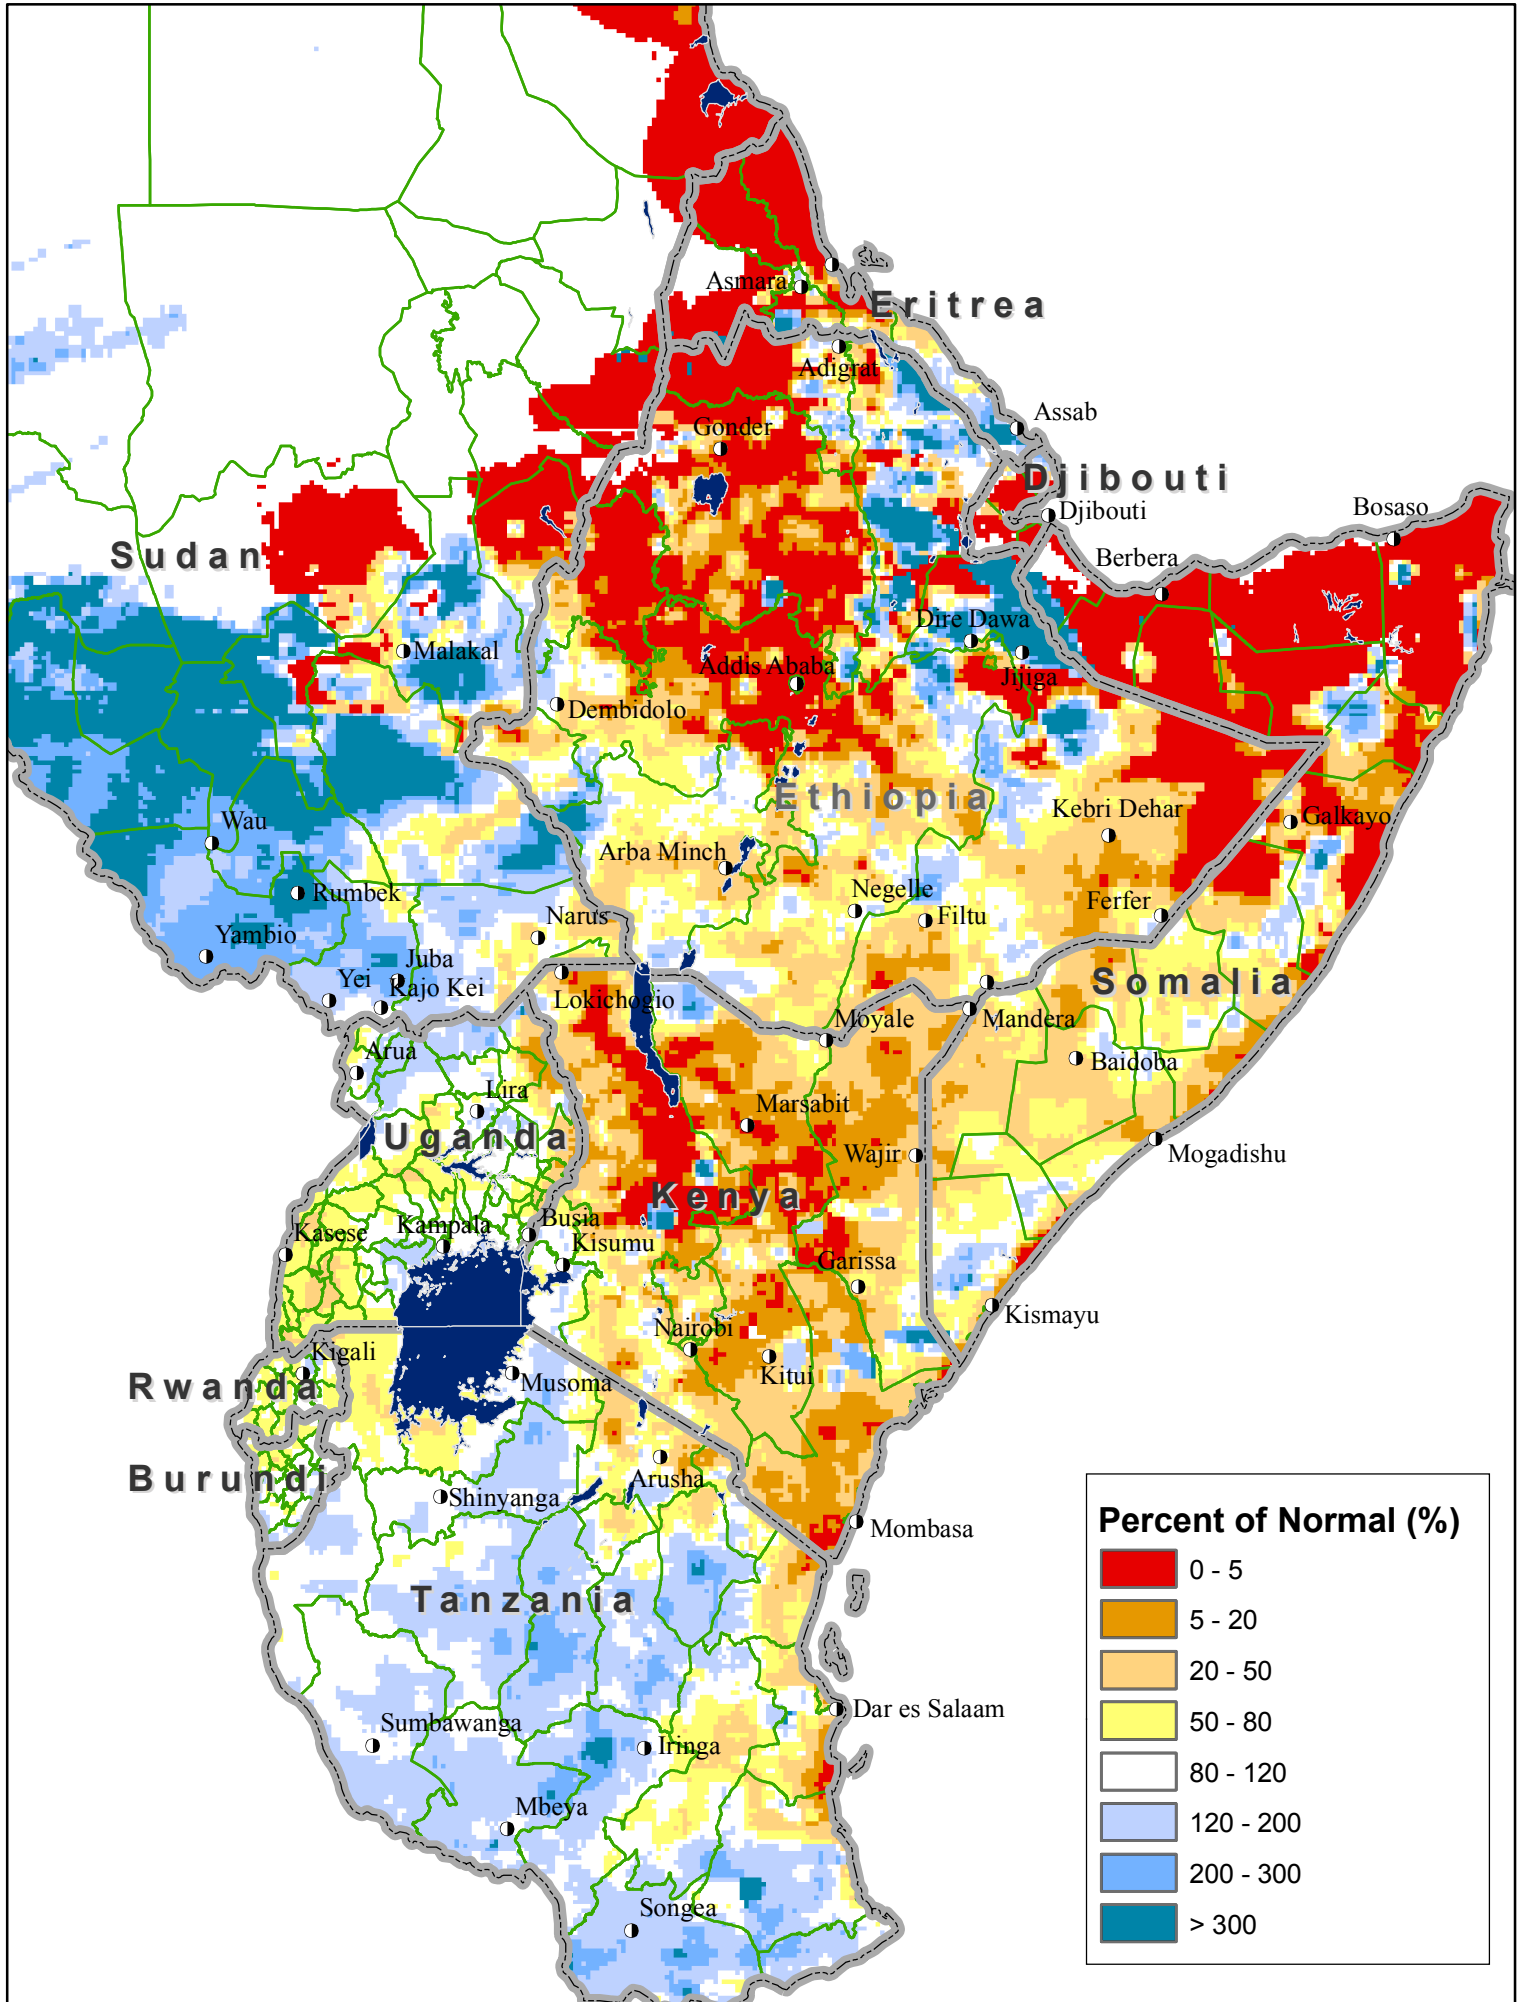 Asmara
Eritrea
Adigrat
Assab
Gonder
Djibouti
Djibouti
Bosaso
Berbera
Sudan
Dire Dawa
Malakal
Addis Ababa
Jijiga
Dembidolo
Ethiopia
Kebri Dehar
Galkayo
Wau
Arba Minch
Rumbek
Negelle
Ferfer
Filtu
Narus
Yambio
Juba
Yei
Kajo Kei
Somalia
Lokichogio
Moyale
Mandera
Arua
Baidoba
Lira
Marsabit
Uganda
Wajir
Mogadishu
Kenya
Kasese
Kampala
Busia
Kisumu
Garissa
Kismayu
Nairobi
Kigali
Kitui
Rwanda
Musoma
Burundi
Arusha
Shinyanga
Mombasa
Tanzania
Dar es Salaam
Sumbawanga
Iringa
Mbeya
Songea
Percent of Normal (%)
0 - 5
5 - 20
20 - 50
50 - 80
80 - 120
120 - 200
200 - 300
> 300